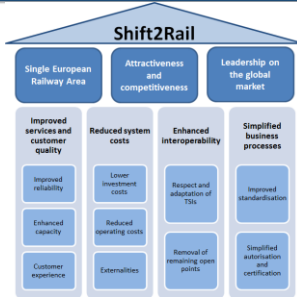 Shift2Rail
Single European
Railway Area
Attractiveness
and
competitiveness
Leadership on
the global
market
Improved
services and
customer
quality
Reduced system
costs
Enhanced
interoperability
Simplified
business
processes
Improved
reliability
Enhanced
capacity
Customer
experience
Lower
investment
costs
Reduced
operating costs
Externalities
Respect and
adaptation of
TSIs
Removal of
remaining open
points
Improved
standardisation
Simplified
autorisation and
certification